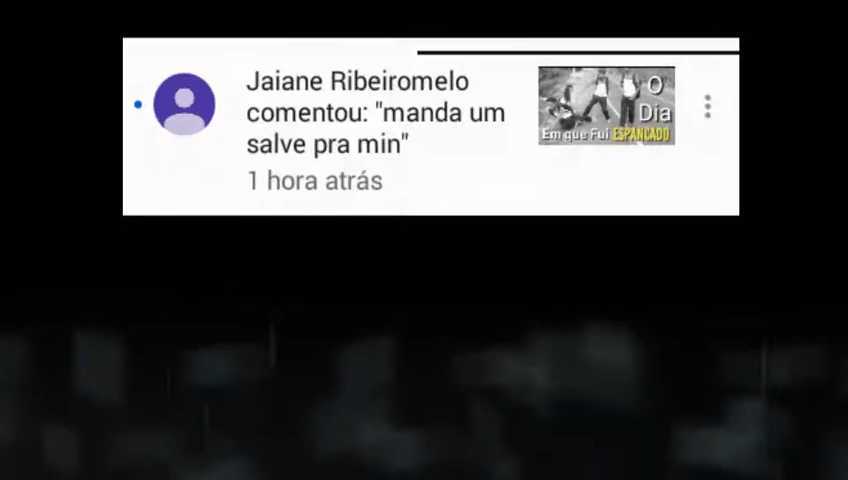 Jaiane Ribeiromelo
comentou: "manda um
salve pra min"
1 hora atrás
O
Dia
Em que Fui ESPANCADO